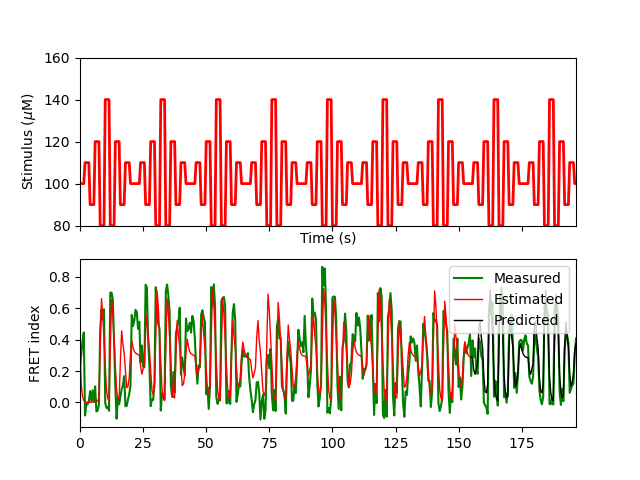 160
140
120
100
80
Stimulus (μM)
Time (s)
0.8
0.6
0.4
0.2
0.0
FRET index
Measured
Estimated
Predicted
0 25 50 75 100 125 150 175